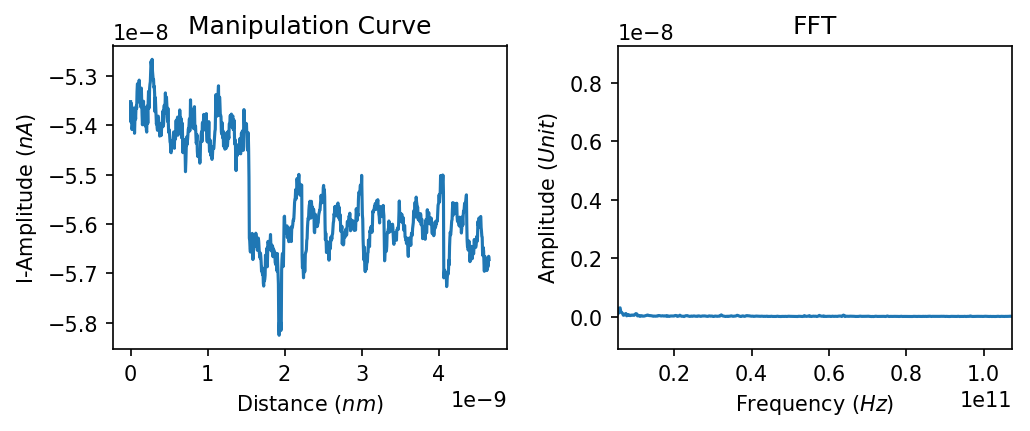 Manipulation Curve
1e−8
−5.3
−5.4
−5.5
−5.6
−5.7
−5.8
I-Amplitude (nA)
0 1 2 3 4
1e−9
Distance (nm)
FFT
1e−8
0.8
0.6
0.4
0.2
0.0
Amplitude (Unit)
0.2 0.4 0.6 0.8 1.0
1e11
Frequency (Hz)